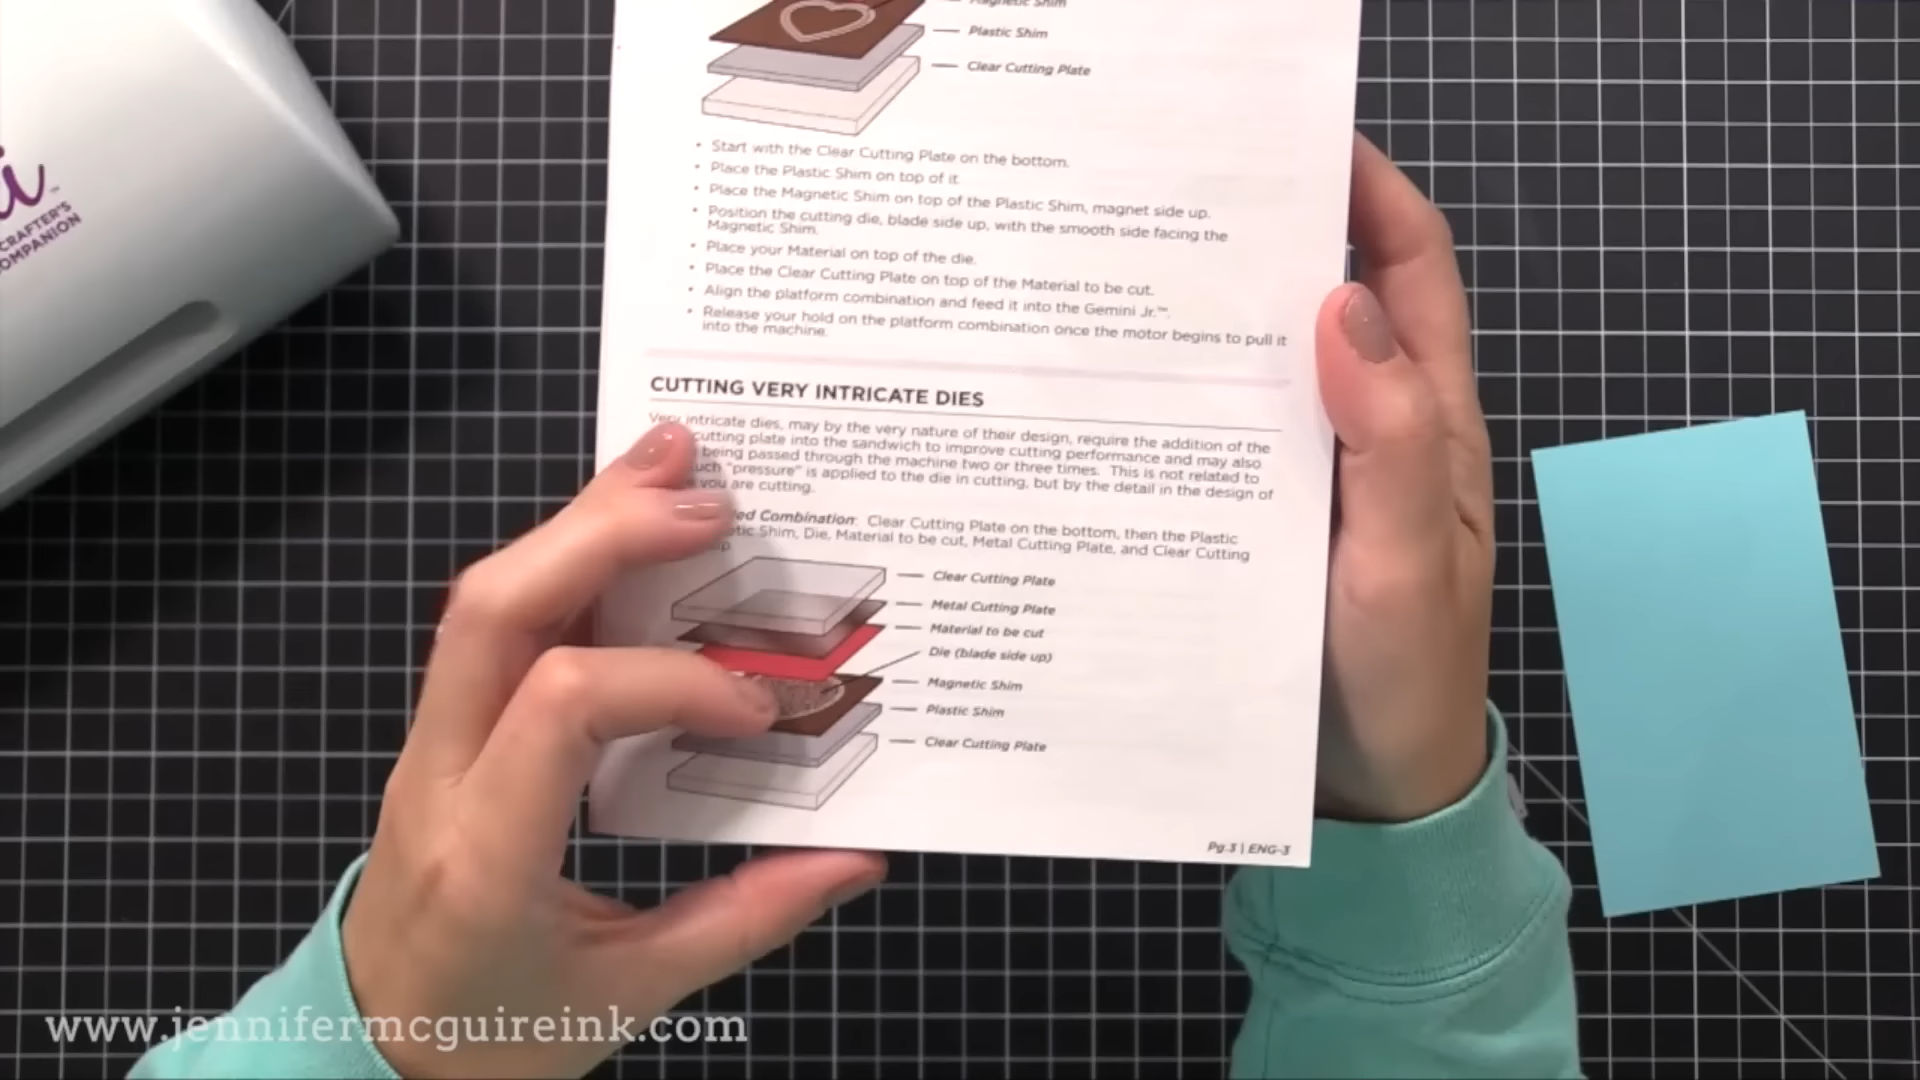 Magnetic Shim
Plastic Shim
Clear Cutting Plate
• Start with the Clear Cutting Plate on the bottom.
• Place the Plastic Shim on top of it.
• Place the Magnetic Shim on top of the Plastic Shim, magnet side up.
• Position the cutting die, blade side up, with the smooth side facing the
Magnetic Shim.
• Place your Material on top of the die.
• Place the Clear Cutting Plate on top of the Material to be cut.
• Align the platform combination and feed it into the Gemini Jr.™.
• Release your hold on the platform combination once the motor begins to pull it
into the machine.
CUTTING VERY INTRICATE DIES
Very intricate dies, may by the very nature of their design, require the addition of the
cutting plate into the sandwich to improve cutting performance and may also
being passed through the machine two or three times. This is not related to
"pressure" is applied to the die in cutting, but by the detail in the design of
you are cutting.
Combination: Clear Cutting Plate on the bottom, then the Plastic
Shim, Die, Material to be cut, Metal Cutting Plate, and Clear Cutting
Clear Cutting Plate
Metal Cutting Plate
Material to be cut
Die (blade side up)
Magnetic Shim
Plastic Shim
Clear Cutting Plate
Pg.3 | ENG-3
CRAFTER'S
COMPANION
www.jennifermcguireink.com